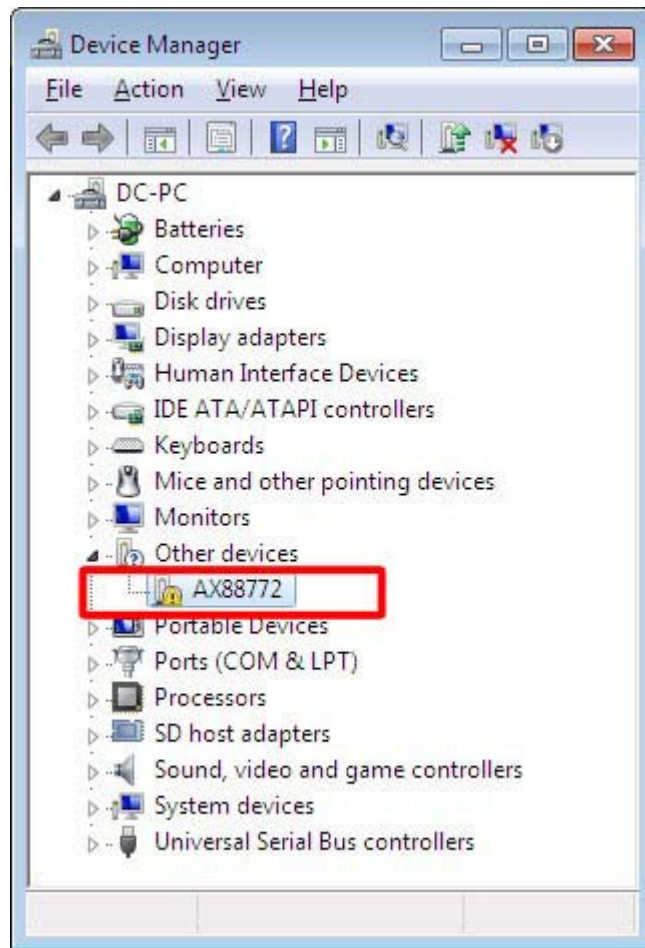 Device Manager
File Action View Help
DC-PC
Batteries
Computer
Disk drives
Display adapters
Human Interface Devices
IDE ATA/ATAPI controllers
Keyboards
Mice and other pointing devices
Monitors
Other devices
AX88772
Portable Devices
Ports (COM & LPT)
Processors
SD host adapters
Sound, video and game controllers
System devices
Universal Serial Bus controllers